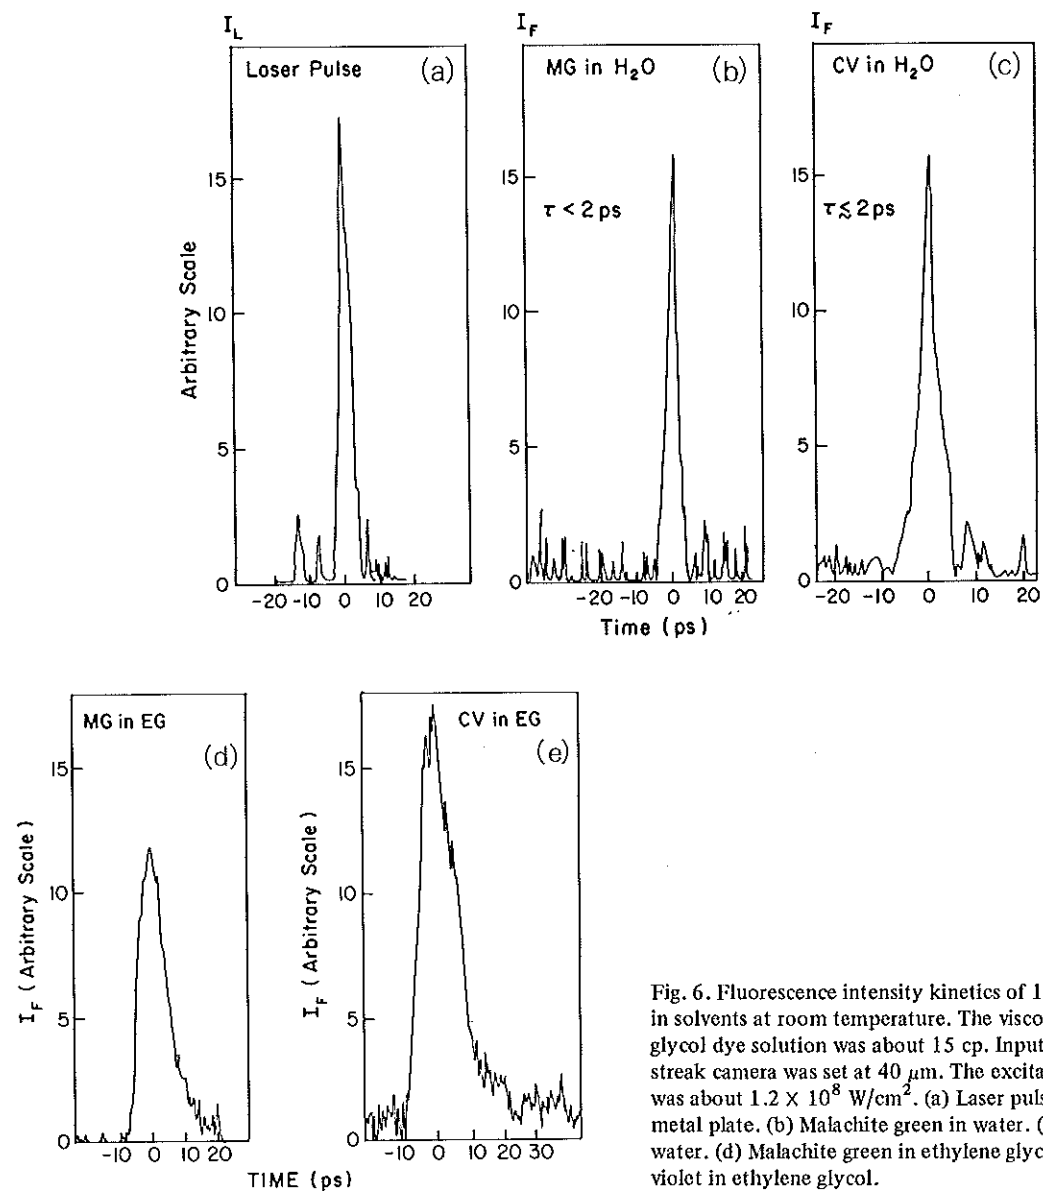 I_L
Laser Pulse
(a)
15
10
5
0
-20 -10 0 10 20
Arbitrary Scale
I_F
MG in H₂O
(b)
15
τ < 2 ps
10
5
0
-20 -10 0 10 20
Time (ps)
I_F
CV in H₂O
(c)
15
τ ≲ 2 ps
10
5
0
-20 -10 0 10 20
MG in EG
(d)
15
10
5
0
-10 0 10 20
I_F (Arbitrary Scale)
TIME (ps)
CV in EG
(e)
15
10
5
0
-10 0 10 20 30
I_F (Arbitrary Scale)
Fig. 6. Fluorescence intensity kinetics of 1
in solvents at room temperature. The visco
glycol dye solution was about 15 cp. Input
streak camera was set at 40 μm. The excita
was about 1.2 × 10⁸ W/cm². (a) Laser puls
metal plate. (b) Malachite green in water. (
water. (d) Malachite green in ethylene glyc
violet in ethylene glycol.